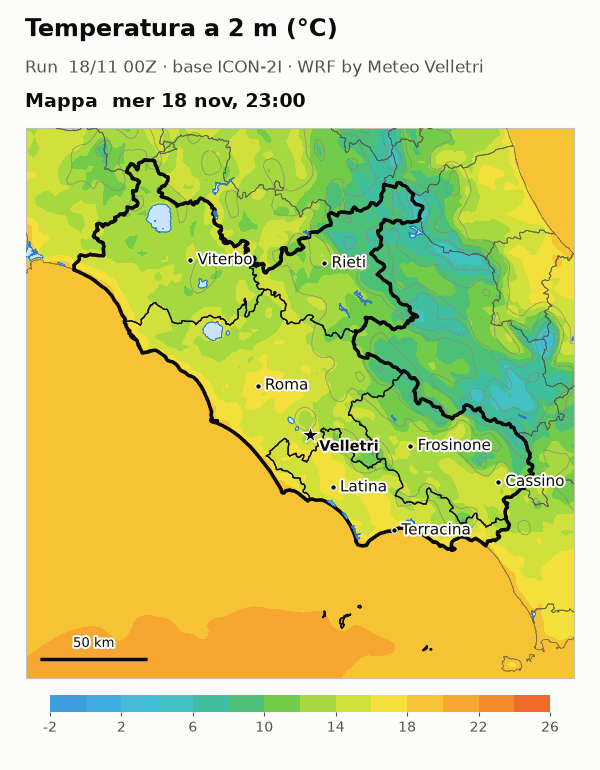 Temperatura a 2 m (°C)
Run  18/11 00Z · base ICON-2I · WRF by Meteo Velletri
Mappa  mer 18 nov, 23:00
Viterbo
Rieti
Roma
Velletri
Frosinone
Cassino
Latina
Terracina
50 km
-2 2 6 10 14 18 22 26